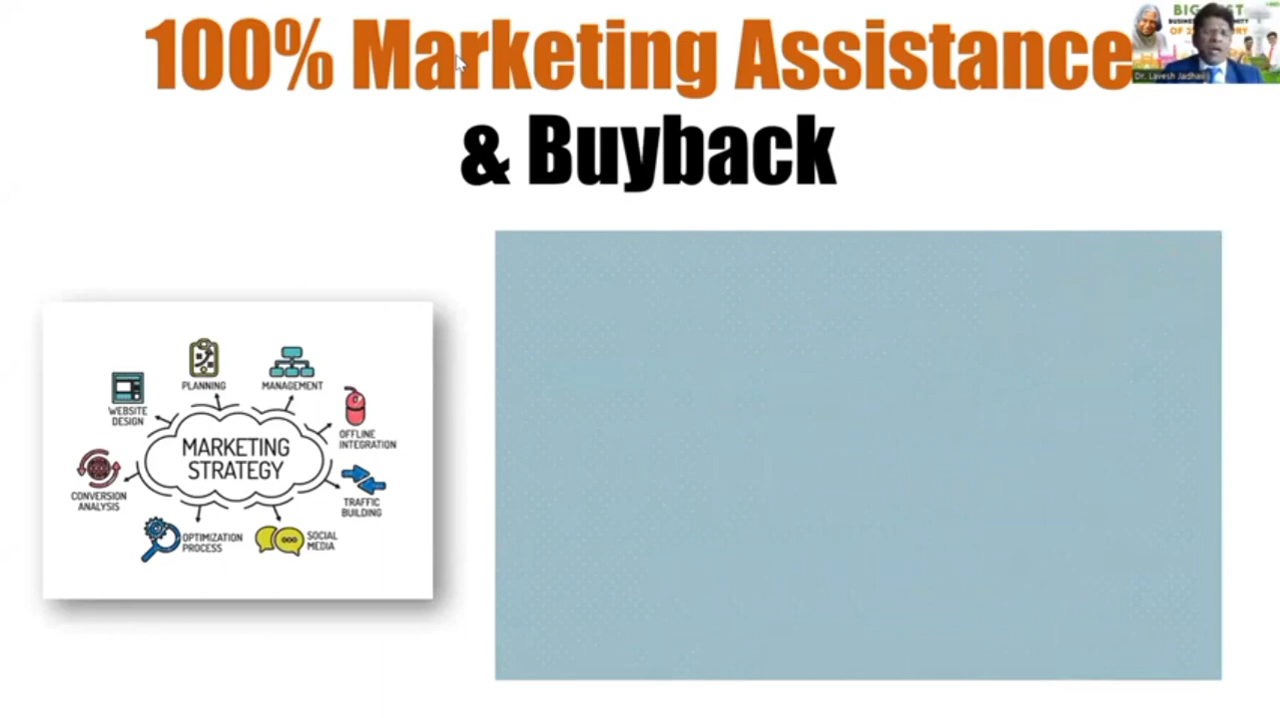 100% Marketing Assistance
& Buyback
PLANNING
MANAGEMENT
WEBSITE
DESIGN
OFFLINE
INTEGRATION
MARKETING
STRATEGY
CONVERSION
ANALYSIS
TRAFFIC
BUILDING
OPTIMIZATION
PROCESS
SOCIAL
MEDIA
Dr. Lavesh Jadhav